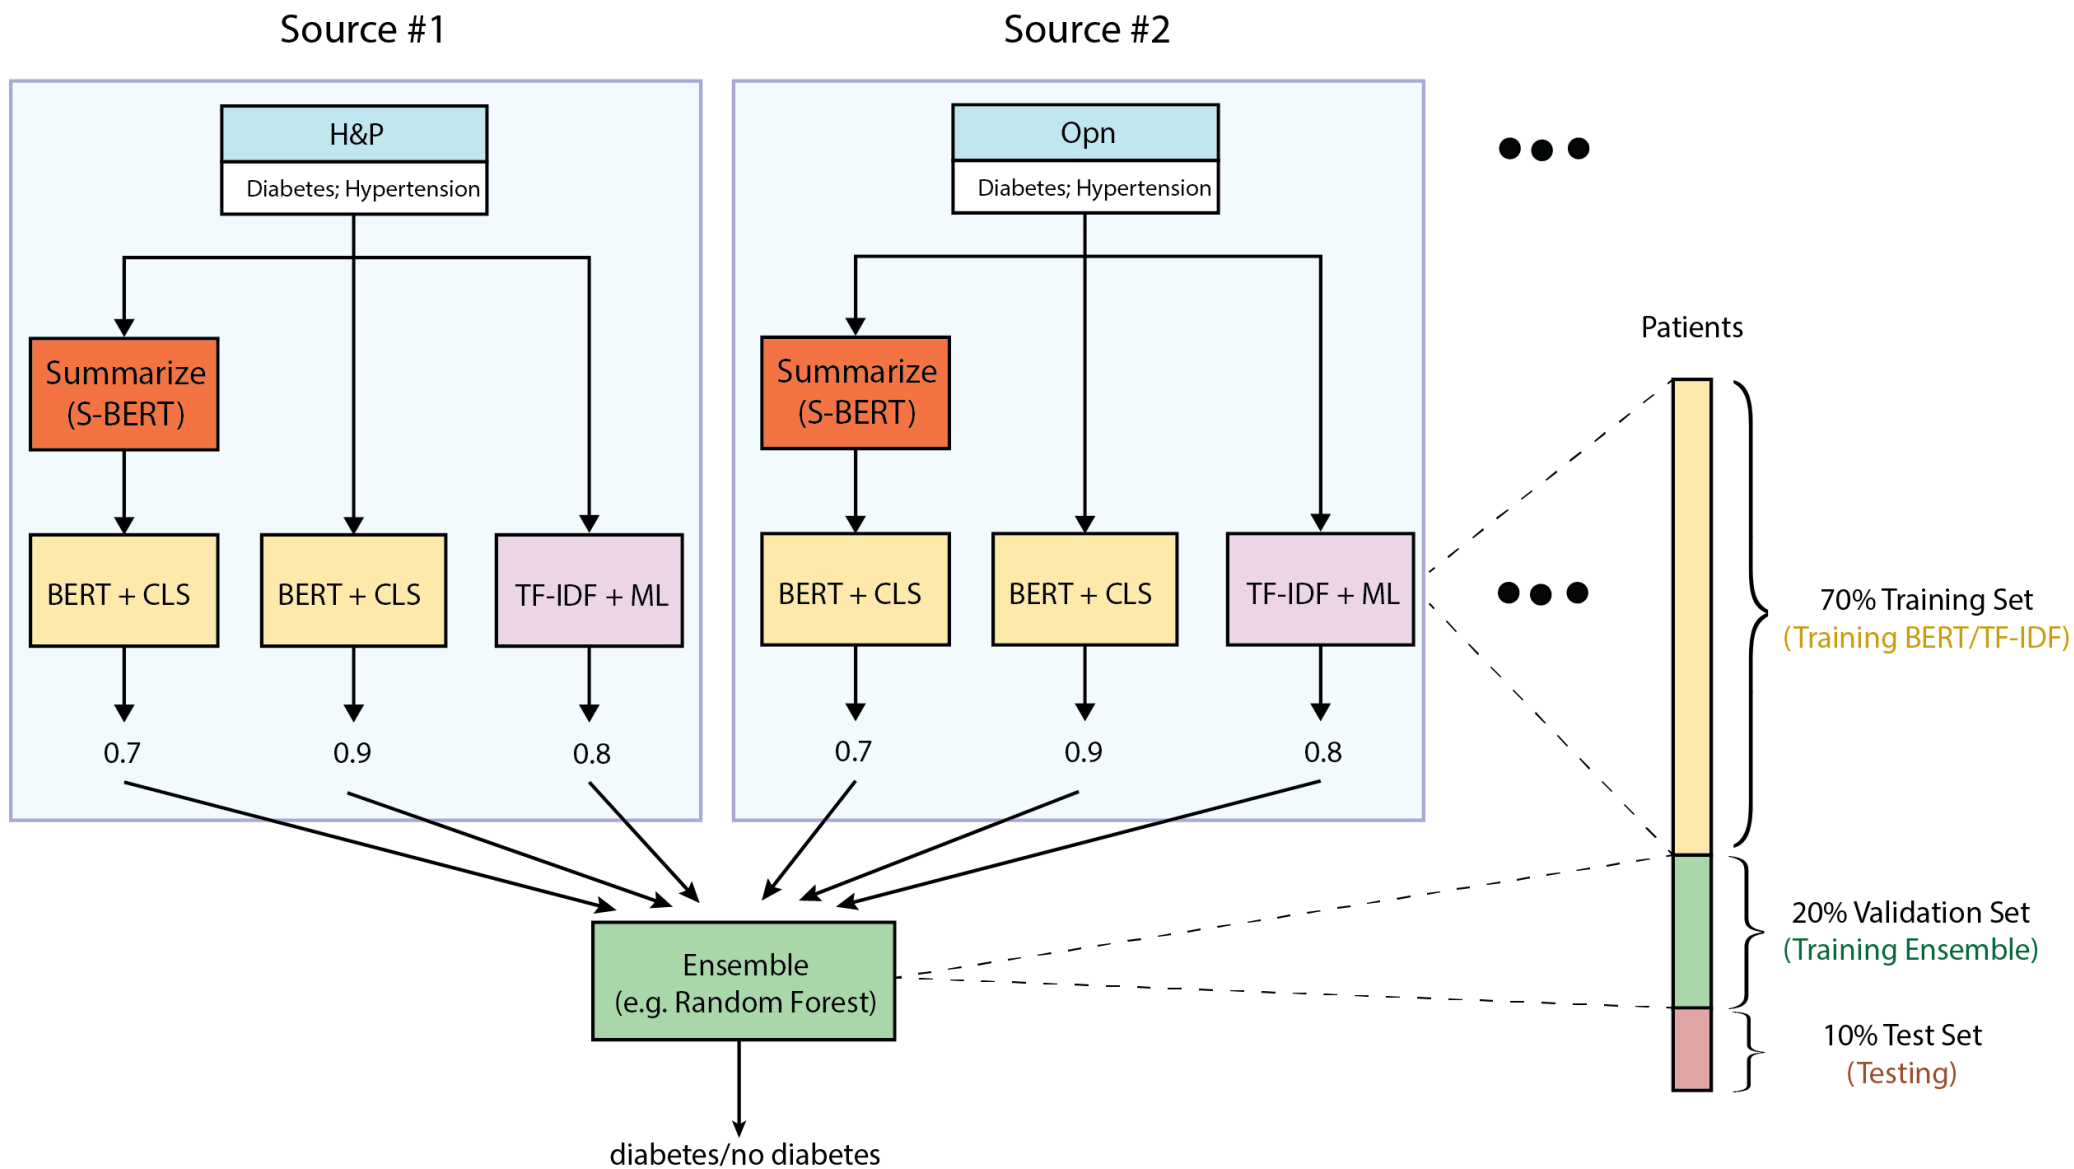 Source #1
Source #2
H&P
Diabetes; Hypertension
Opn
Diabetes; Hypertension
Summarize
(S-BERT)
Summarize
(S-BERT)
Patients
BERT + CLS
BERT + CLS
TF-IDF + ML
BERT + CLS
BERT + CLS
TF-IDF + ML
70% Training Set
(Training BERT/TF-IDF)
0.7
0.9
0.8
0.7
0.9
0.8
20% Validation Set
(Training Ensemble)
Ensemble
(e.g. Random Forest)
10% Test Set
(Testing)
diabetes/no diabetes